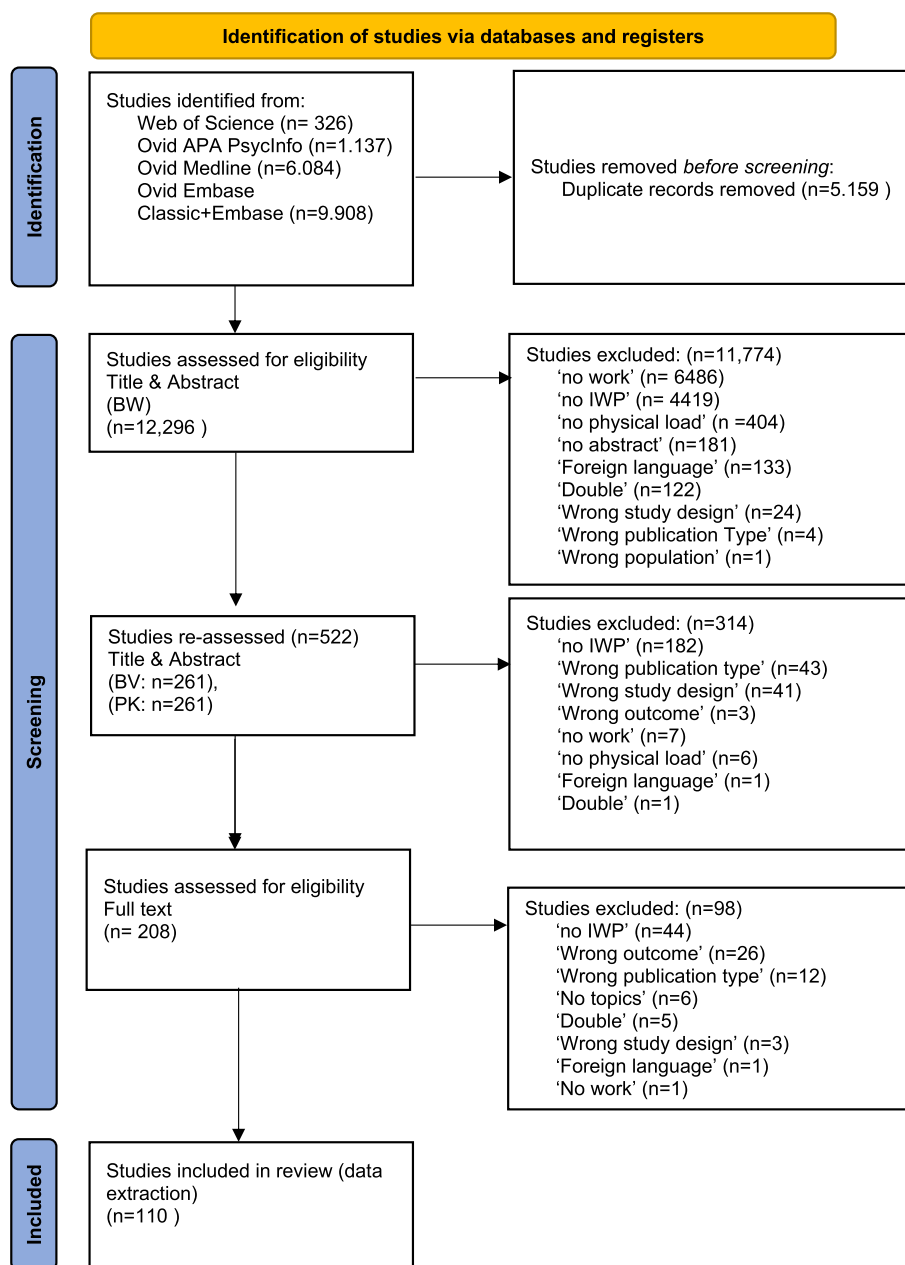 Identification of studies via databases and registers
Identification
Studies identified from:
Web of Science (n= 326)
Ovid APA PsycInfo (n=1.137)
Ovid Medline (n=6.084)
Ovid Embase
Classic+Embase (n=9.908)
Studies removed before screening:
Duplicate records removed (n=5.159 )
Screening
Studies assessed for eligibility
Title & Abstract
(BW)
(n=12,296 )
Studies excluded: (n=11,774)
‘no work’ (n= 6486)
‘no IWP’ (n= 4419)
‘no physical load’ (n =404)
‘no abstract’ (n=181)
‘Foreign language’ (n=133)
‘Double’ (n=122)
‘Wrong study design’ (n=24)
‘Wrong publication Type’ (n=4)
‘Wrong population’ (n=1)
Studies re-assessed (n=522)
Title & Abstract
(BV: n=261),
(PK: n=261)
Studies excluded: (n=314)
‘no IWP’ (n=182)
‘Wrong publication type’ (n=43)
‘Wrong study design’ (n=41)
‘Wrong outcome’ (n=3)
‘no work’ (n=7)
‘no physical load’ (n=6)
‘Foreign language’ (n=1)
‘Double’ (n=1)
Studies assessed for eligibility
Full text
(n= 208)
Studies excluded: (n=98)
‘no IWP’ (n=44)
‘Wrong outcome’ (n=26)
‘Wrong publication type’ (n=12)
‘No topics’ (n=6)
‘Double’ (n=5)
‘Wrong study design’ (n=3)
‘Foreign language’ (n=1)
‘No work’ (n=1)
Included
Studies included in review (data
extraction)
(n=110 )